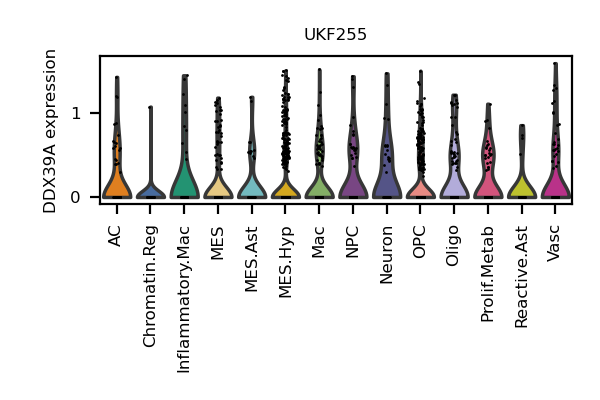 UKF255
DDX39A expression
1
0
AC
Chromatin.Reg
Inflammatory.Mac
MES
MES.Ast
MES.Hyp
Mac
NPC
Neuron
OPC
Oligo
Prolif.Metab
Reactive.Ast
Vasc